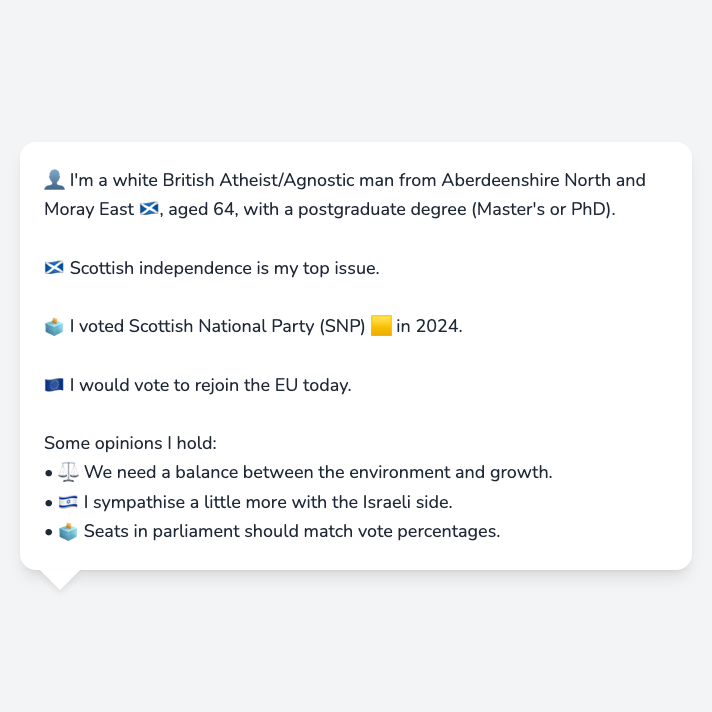 👤 I'm a white British Atheist/Agnostic man from Aberdeenshire North and
Moray East 🏴󠁧󠁢󠁳󠁣󠁴󠁿, aged 64, with a postgraduate degree (Master's or PhD).
🏴󠁧󠁢󠁳󠁣󠁴󠁿 Scottish independence is my top issue.
🗳️ I voted Scottish National Party (SNP) 🟨 in 2024.
🇪🇺 I would vote to rejoin the EU today.
Some opinions I hold:
• ⚖️ We need a balance between the environment and growth.
• 🇮🇱 I sympathise a little more with the Israeli side.
• 🗳️ Seats in parliament should match vote percentages.